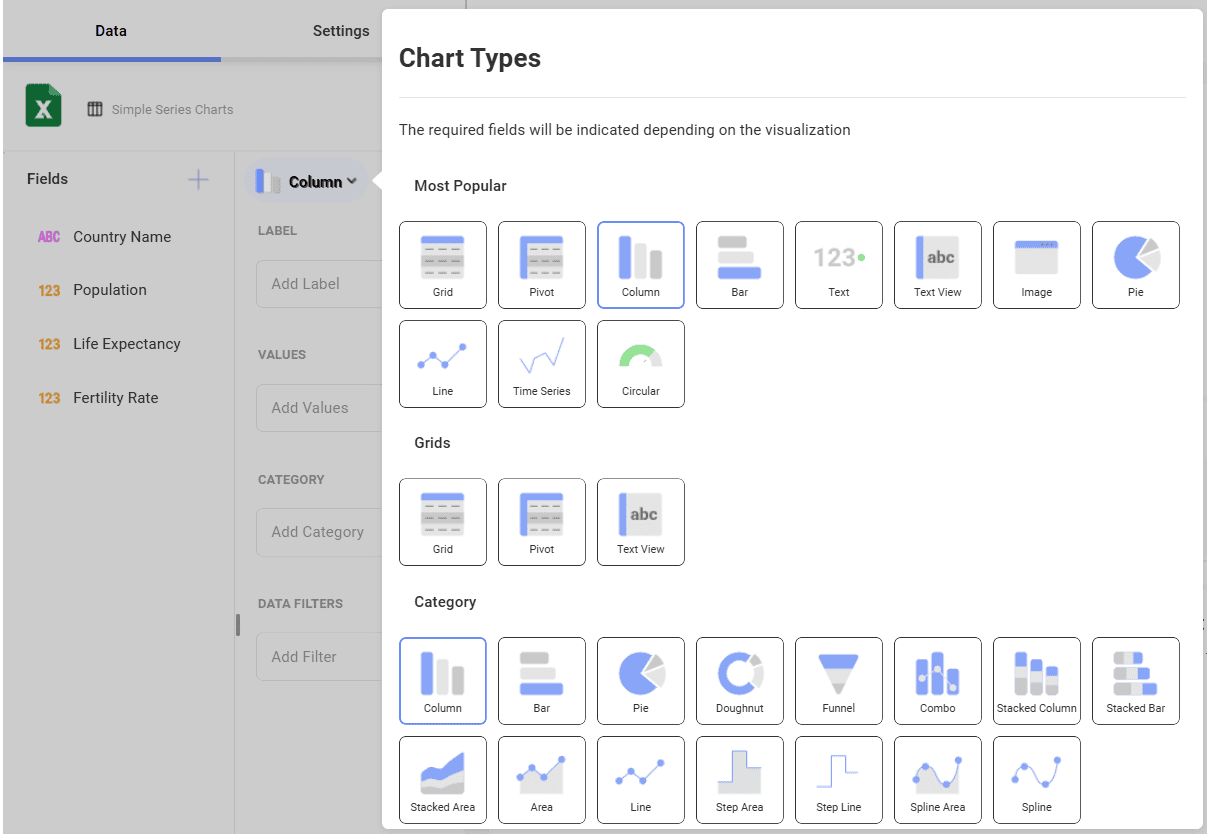 Data
Settings
X
Simple Series Charts
Fields
ABC Country Name
123 Population
123 Life Expectancy
123 Fertility Rate
Column
LABEL
Add Label
VALUES
Add Values
CATEGORY
Add Category
DATA FILTERS
Add Filter
Chart Types
The required fields will be indicated depending on the visualization
Most Popular
123
abc
Grid Pivot Column Bar Text Text View Image Pie
Line Time Series Circular
Grids
abc
Grid Pivot Text View
Category
Column Bar Pie Doughnut Funnel Combo Stacked Column Stacked Bar
Stacked Area Area Line Step Area Step Line Spline Area Spline